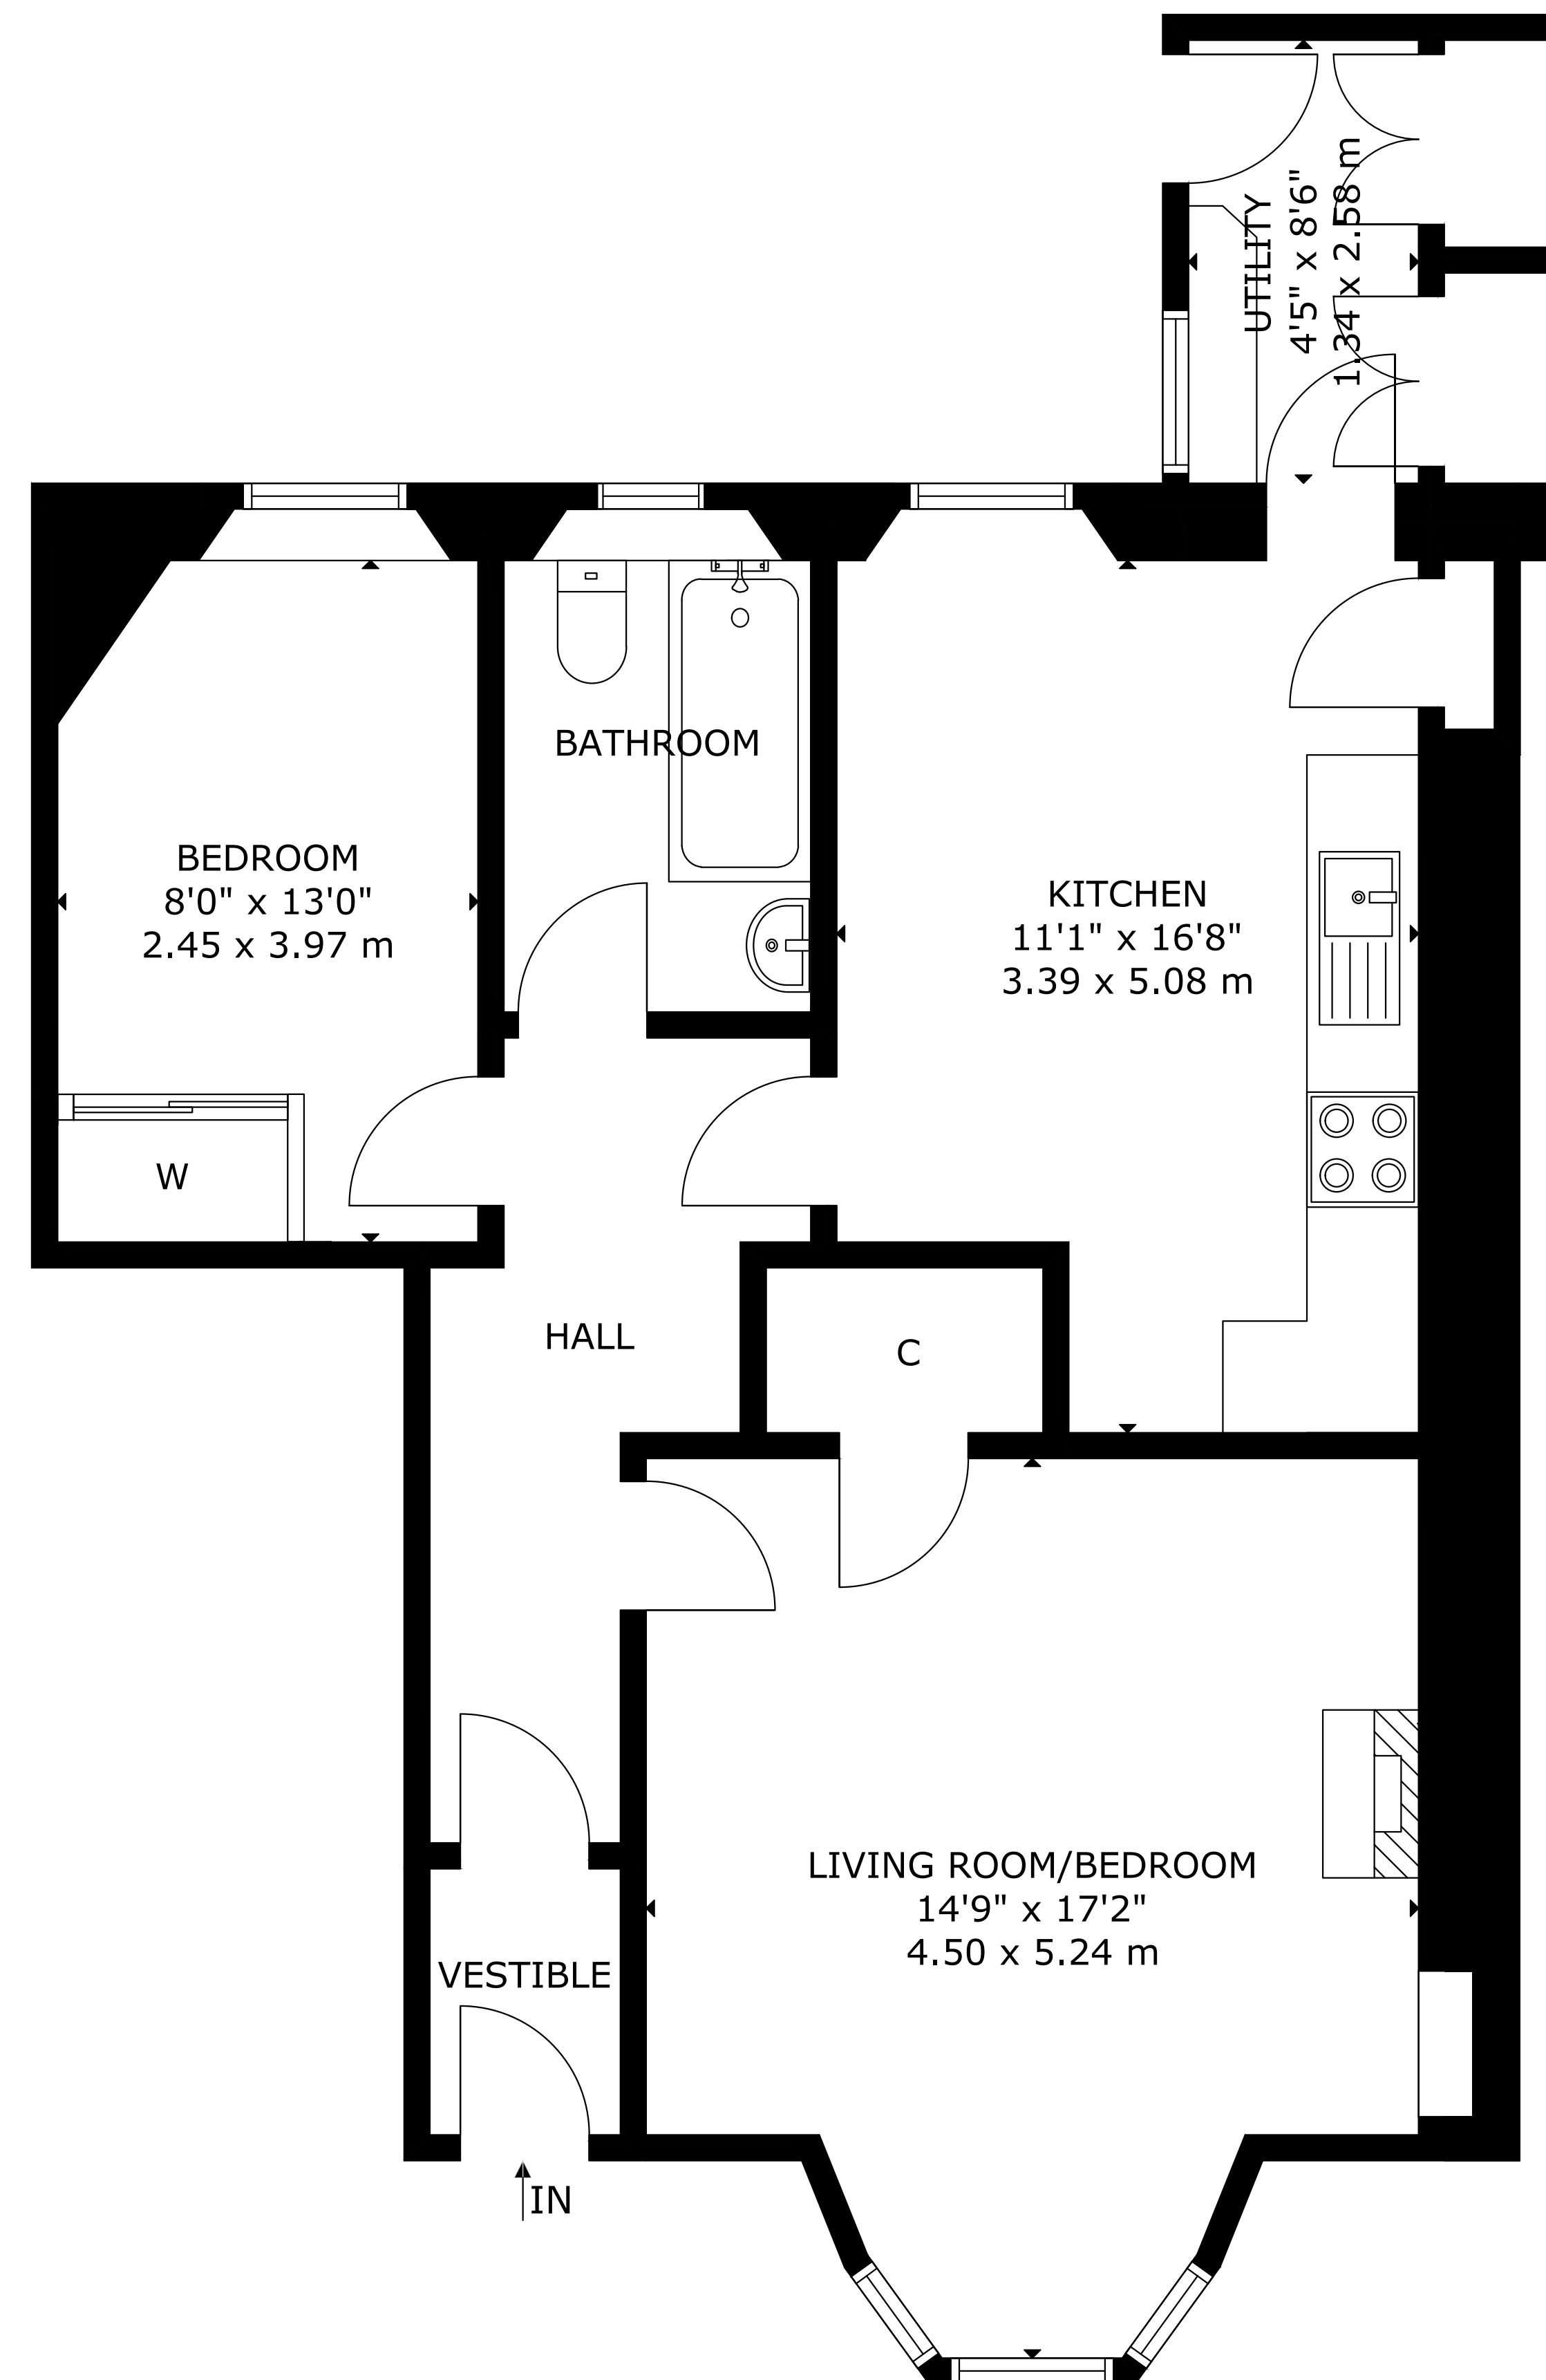 UTILITY
4'5" x 8'6"
1.34 x 2.58 m
BATHROOM
BEDROOM
8'0" x 13'0"
2.45 x 3.97 m
KITCHEN
11'1" x 16'8"
3.39 x 5.08 m
W
HALL
C
LIVING ROOM/BEDROOM
14'9" x 17'2"
4.50 x 5.24 m
VESTIBLE
IN